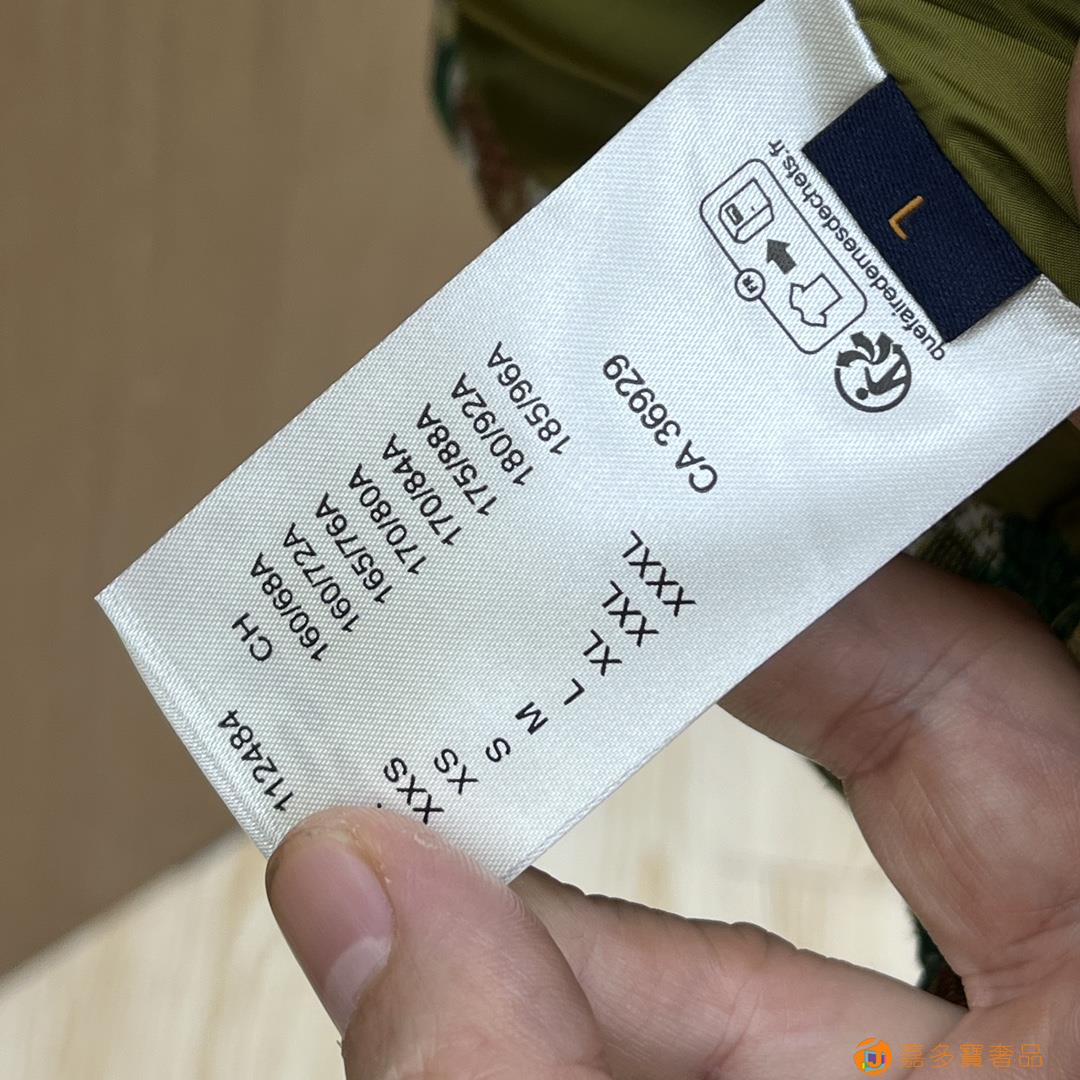 112484
CH
XXS 160/68A
XS 160/72A
S 165/76A
M 170/80A
L 170/84A
XL 175/88A
XXL 180/92A
XXXL 185/96A
CA 36929
FR
quefairedemesdechets.fr
L
嘉多寶奢品